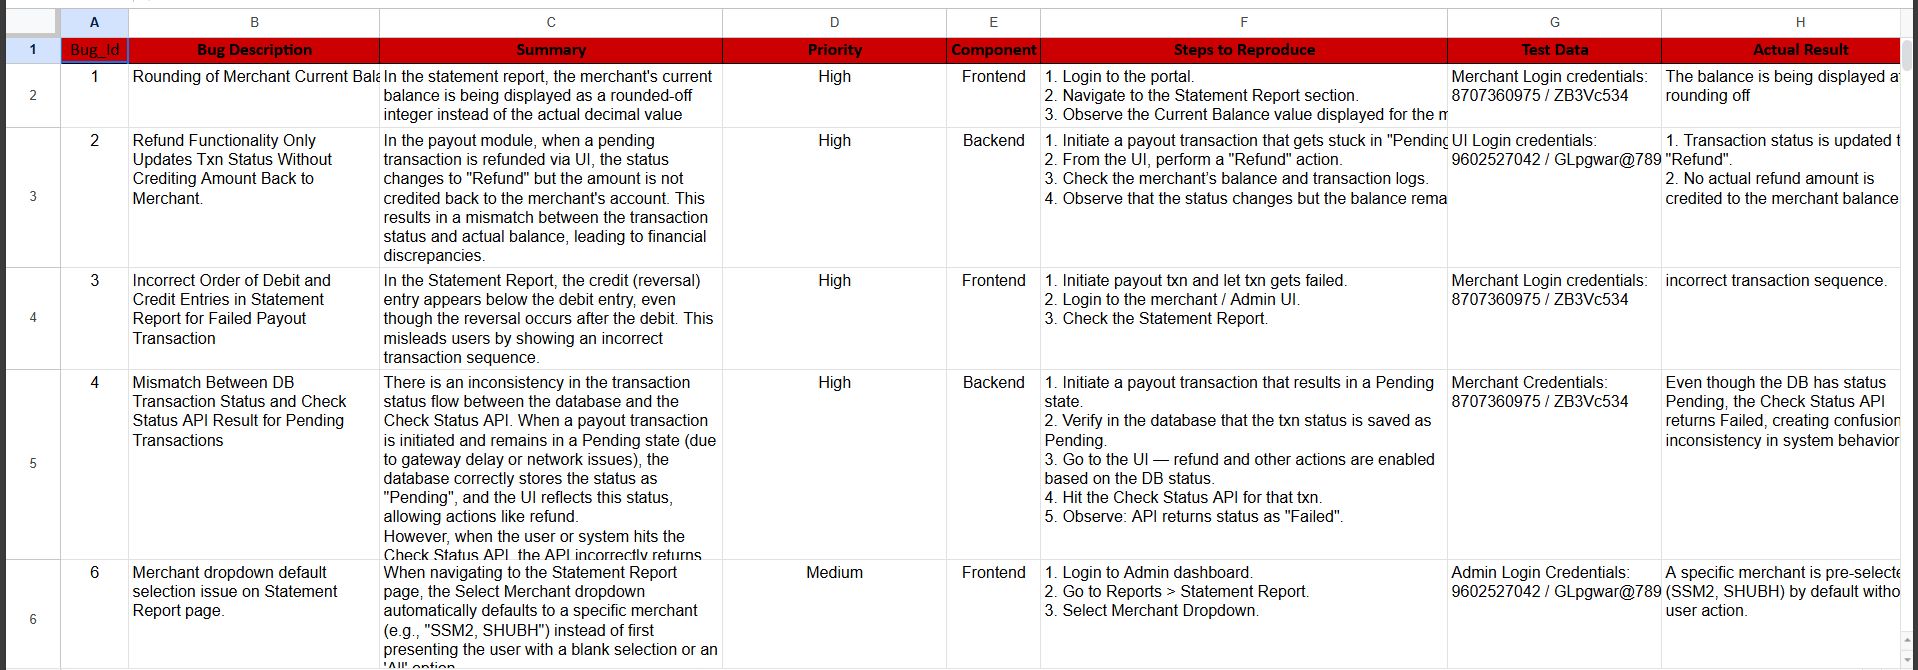 A B C D E F G H
1 Bug_Id Bug Description Summary Priority Component Steps to Reproduce Test Data Actual Result
2
1
Rounding of Merchant Current Bala
In the statement report, the merchant's current
balance is being displayed as a rounded-off
integer instead of the actual decimal value
High
Frontend
1. Login to the portal.
2. Navigate to the Statement Report section.
3. Observe the Current Balance value displayed for the m
Merchant Login credentials:
8707360975 / ZB3Vc534
The balance is being displayed a
rounding off
3
2
Refund Functionality Only
Updates Txn Status Without
Crediting Amount Back to
Merchant.
In the payout module, when a pending
transaction is refunded via UI, the status
changes to "Refund" but the amount is not
credited back to the merchant's account. This
results in a mismatch between the transaction
status and actual balance, leading to financial
discrepancies.
High
Backend
1. Initiate a payout transaction that gets stuck in "Pending
2. From the UI, perform a "Refund" action.
3. Check the merchant's balance and transaction logs.
4. Observe that the status changes but the balance rema
UI Login credentials:
9602527042 / GLpgwar@789
1. Transaction status is updated t
"Refund".
2. No actual refund amount is
credited to the merchant balance
4
3
Incorrect Order of Debit and
Credit Entries in Statement
Report for Failed Payout
Transaction
In the Statement Report, the credit (reversal)
entry appears below the debit entry, even
though the reversal occurs after the debit. This
misleads users by showing an incorrect
transaction sequence.
High
Frontend
1. Initiate payout txn and let txn gets failed.
2. Login to the merchant / Admin UI.
3. Check the Statement Report.
Merchant Login credentials:
8707360975 / ZB3Vc534
incorrect transaction sequence.
5
4
Mismatch Between DB
Transaction Status and Check
Status API Result for Pending
Transactions
There is an inconsistency in the transaction
status flow between the database and the
Check Status API. When a payout transaction
is initiated and remains in a Pending state (due
to gateway delay or network issues), the
database correctly stores the status as
"Pending", and the UI reflects this status,
allowing actions like refund.
However, when the user or system hits the
Check Status API, the API incorrectly returns
High
Backend
1. Initiate a payout transaction that results in a Pending
state.
2. Verify in the database that the txn status is saved as
Pending.
3. Go to the UI — refund and other actions are enabled
based on the DB status.
4. Hit the Check Status API for that txn.
5. Observe: API returns status as "Failed".
Merchant Credentials:
8707360975 / ZB3Vc534
Even though the DB has status
Pending, the Check Status API
returns Failed, creating confusion
inconsistency in system behavior
6
6
Merchant dropdown default
selection issue on Statement
Report page.
When navigating to the Statement Report
page, the Select Merchant dropdown
automatically defaults to a specific merchant
(e.g., "SSM2, SHUBH") instead of first
presenting the user with a blank selection or an
'All' option
Medium
Frontend
1. Login to Admin dashboard.
2. Go to Reports > Statement Report.
3. Select Merchant Dropdown.
Admin Login Credentials:
9602527042 / GLpgwar@789
A specific merchant is pre-selecte
(SSM2, SHUBH) by default witho
user action.